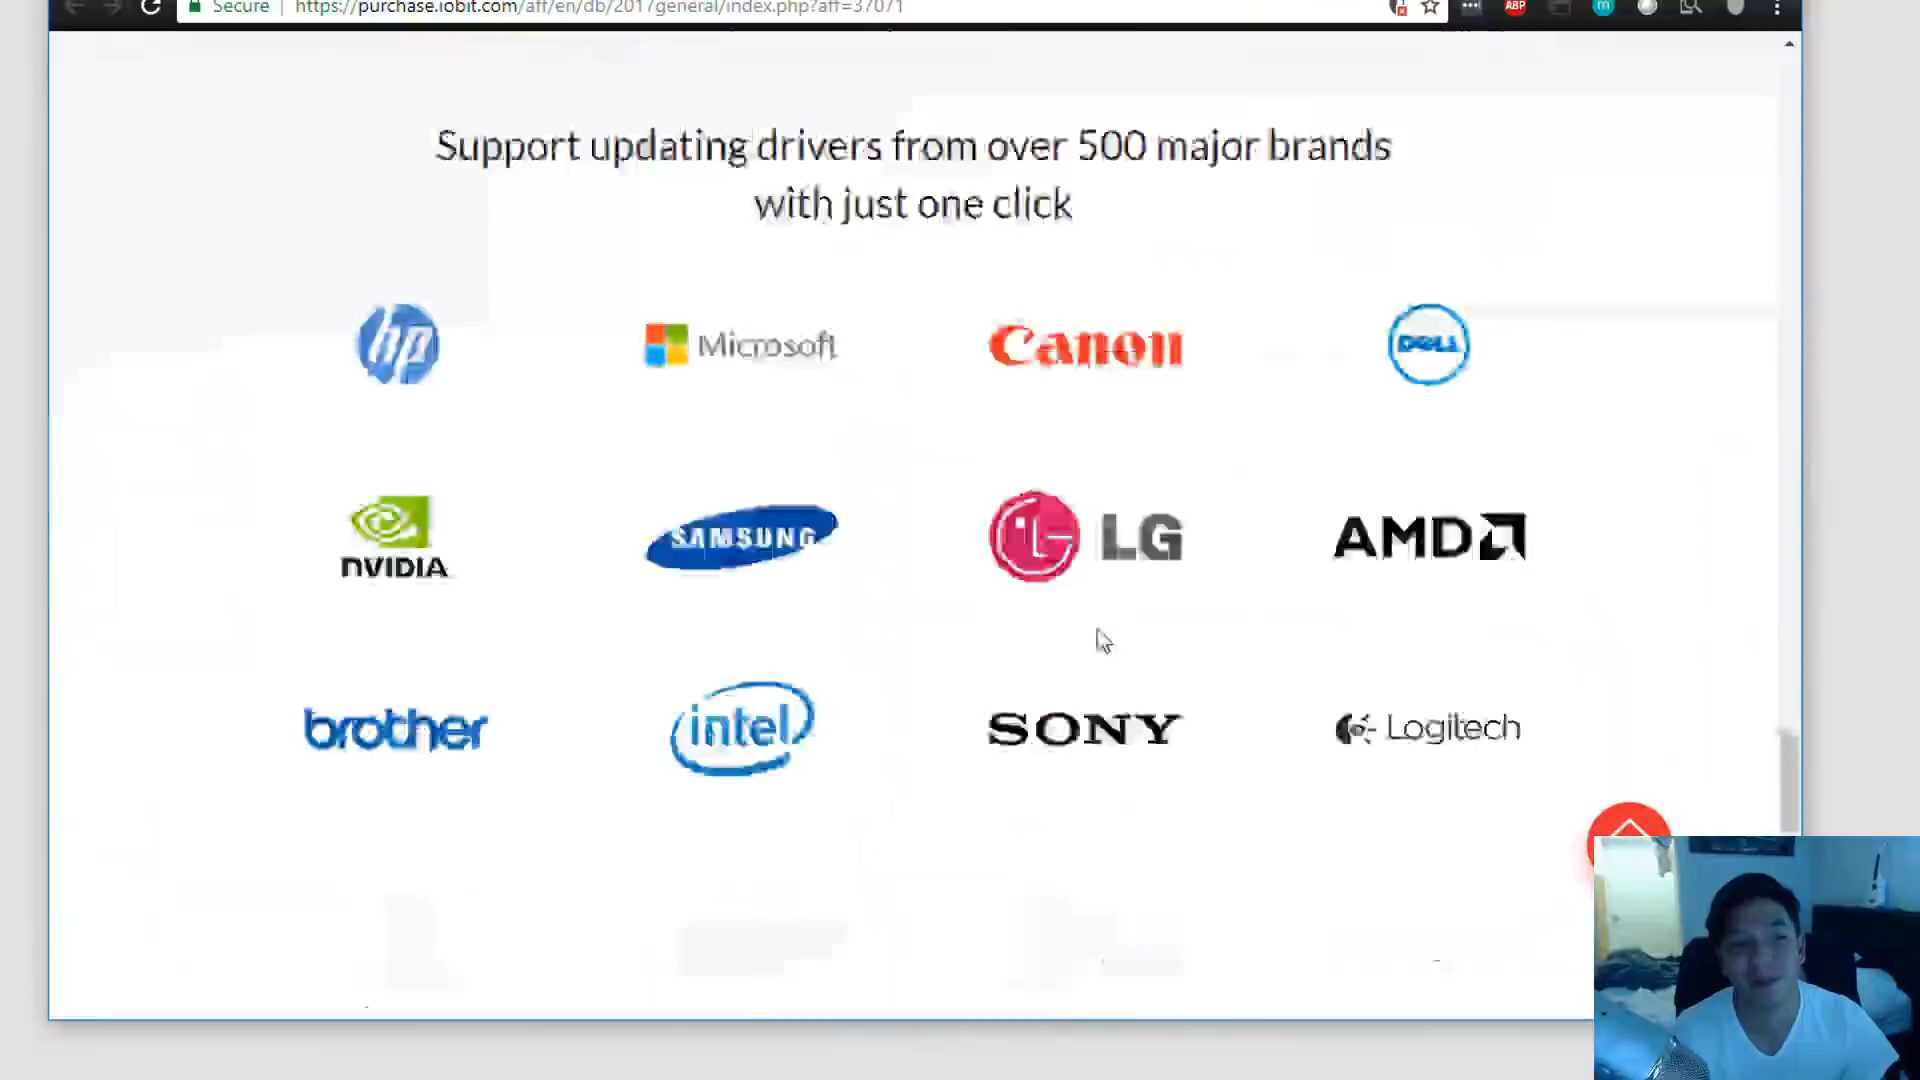 Secure | https://purchase.iobit.com/aff/en/db/2017general/index.php?aff=37071
ABP
m
Support updating drivers from over 500 major brands
with just one click
hp
Microsoft
Canon
DELL
NVIDIA
SAMSUNG
LG
AMD
brother
intel
SONY
Logitech